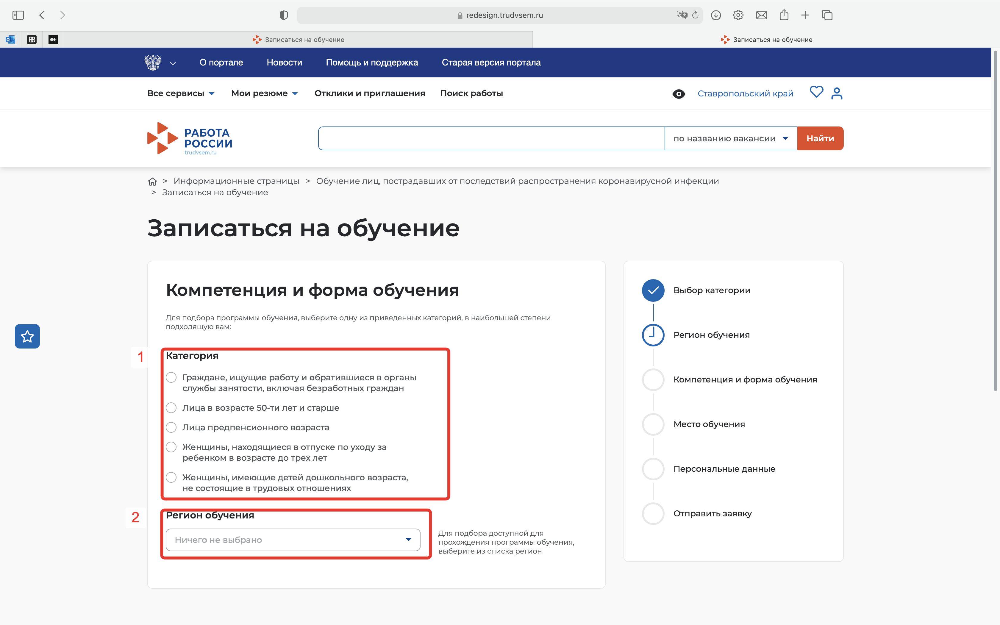 redesign.trudvsem.ru
Записаться на обучение
Записаться на обучение
О портале Новости Помощь и поддержка Старая версия портала
Все сервисы Мои резюме Отклики и приглашения Поиск работы Ставропольский край
РАБОТА
РОССИИ
trudvsem.ru
по названию вакансии Найти
> Информационные страницы > Обучение лиц, пострадавших от последствий распространения коронавирусной инфекции
> Записаться на обучение
Записаться на обучение
Компетенция и форма обучения
Для подбора программы обучения, выберите одну из приведенных категорий, в наибольшей степени
подходящую вам:
1
Категория
Граждане, ищущие работу и обратившиеся в органы
службы занятости, включая безработных граждан
Лица в возрасте 50-ти лет и старше
Лица предпенсионного возраста
Женщины, находящиеся в отпуске по уходу за
ребенком в возрасте до трех лет
Женщины, имеющие детей дошкольного возраста,
не состоящие в трудовых отношениях
2
Регион обучения
Ничего не выбрано
Для подбора доступной для
прохождения программы обучения,
выберите из списка регион
Выбор категории
Регион обучения
Компетенция и форма обучения
Место обучения
Персональные данные
Отправить заявку